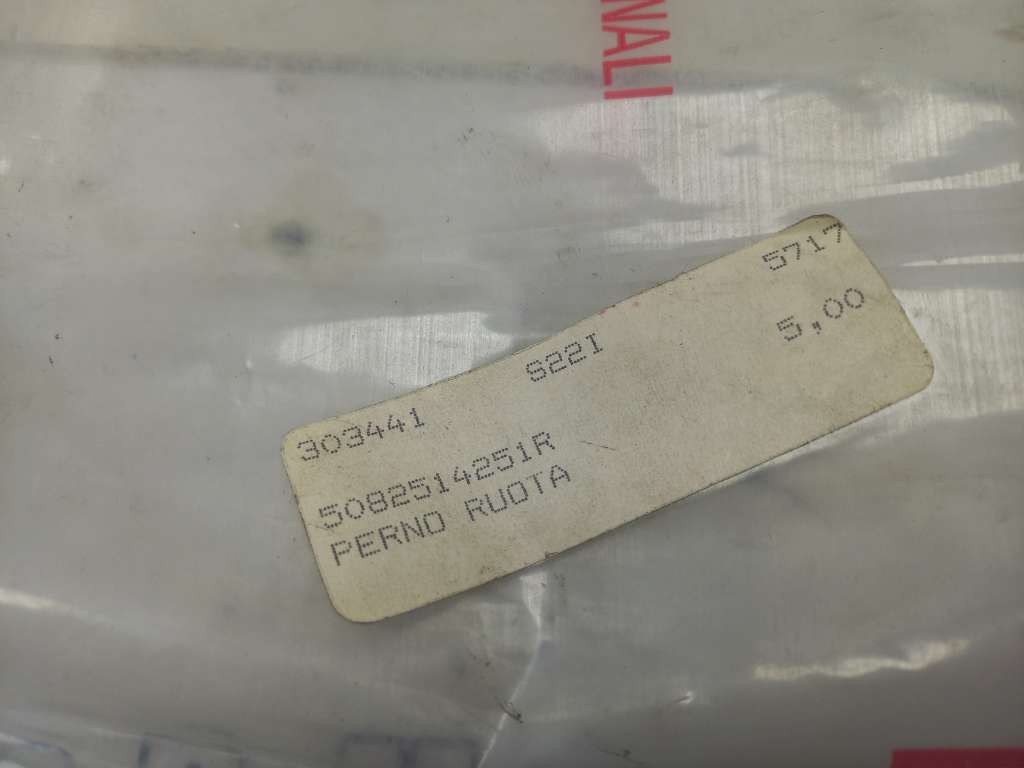 NALI
303441 S22I 5717
5,00
5082514251R
PERNO RUOTA